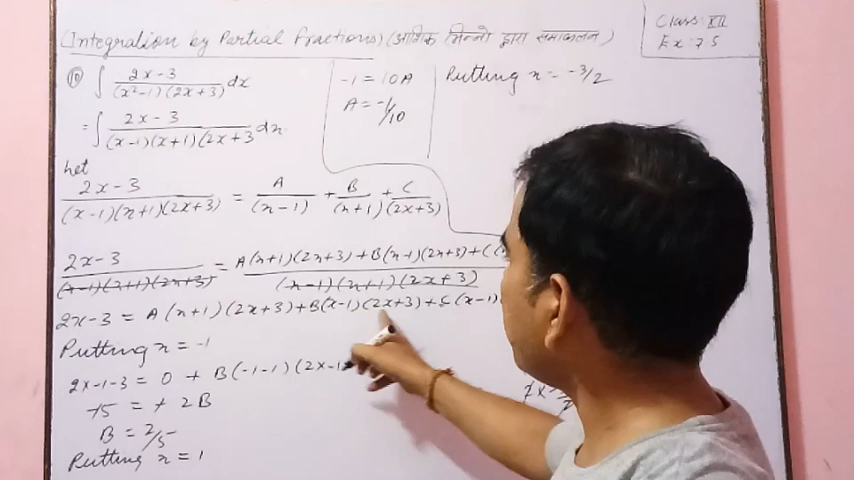 (Integration by Partial Fractions) (आंशिक भिन्नो द्वारा समाकलन)
Class: XII
Ex: 7.5
⑩ ∫ 2x-3 / (x²-1)(2x+3) dx
= ∫ 2x-3 / (x-1)(x+1)(2x+3) dx
Let
2x-3 / (x-1)(x+1)(2x+3) = A / (x-1) + B / (x+1) + C / (2x+3)
2x-3 / (x-1)(x+1)(2x+3) = A(x+1)(2x+3) + B(x-1)(2x+3) + C(x / (x-1)(x+1)(2x+3)
2x-3 = A(x+1)(2x+3) + B(x-1)(2x+3) + C(x-1)
Putting x = -1
2x-1-3 = 0 + B(-1-1)(2x-1
+5 = + 2B
B = 2/5
Putting x = 1
-1 = 10A
A = -1/10
Putting x = -3/2